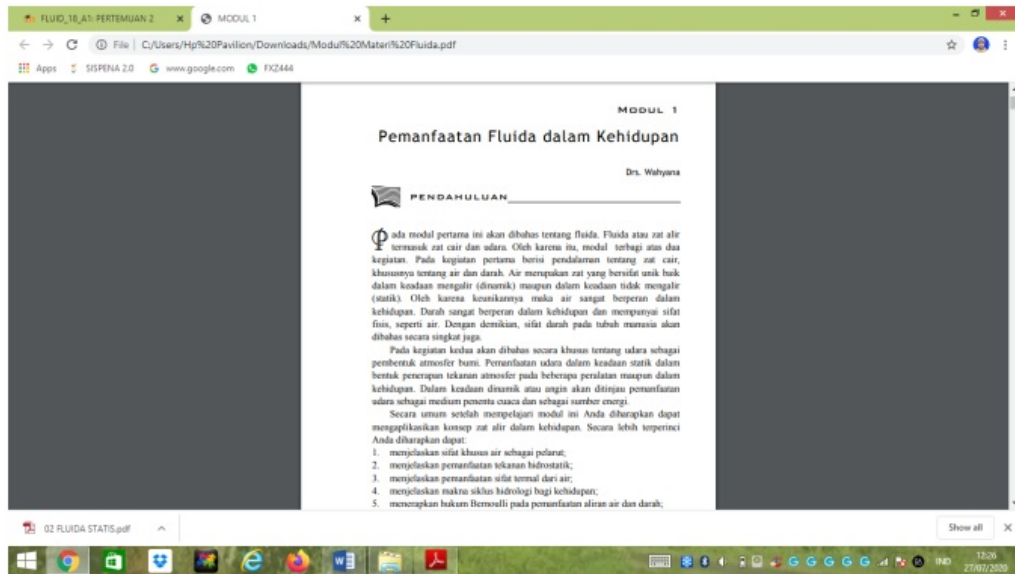 FLUID_18_A1: PERTEMUAN 2
MODUL 1
File | C:/Users/Hp%20Pavilion/Downloads/Modul%20Materi%20Fluida.pdf
Apps SISPENA 2.0 www.google.com FXZ444
MODUL 1
Pemanfaatan Fluida dalam Kehidupan
Drs. Wahyana
PENDAHULUAN
Pada modul pertama ini akan dibahas tentang fluida. Fluida atau zat alir
termasuk zat cair dan udara. Oleh karena itu, modul terbagi atas dua
kegiatan. Pada kegiatan pertama berisi pendalaman tentang zat cair,
khususnya tentang air dan darah. Air merupakan zat yang bersifat unik baik
dalam keadaan mengalir (dinamik) maupun dalam keadaan tidak mengalir
(statik). Oleh karena keunikannya maka air sangat berperan dalam
kehidupan. Darah sangat berperan dalam kehidupan dan mempunyai sifat
fisis, seperti air. Dengan demikian, sifat darah pada tubuh manusia akan
dibahas secara singkat juga.
Pada kegiatan kedua akan dibahas secara khusus tentang udara sebagai
pembentuk atmosfer bumi. Pemanfaatan udara dalam keadaan statik dalam
bentuk penerapan tekanan atmosfer pada beberapa peralatan maupun dalam
kehidupan. Dalam keadaan dinamik atau angin akan ditinjau pemanfaatan
udara sebagai medium penentu cuaca dan sebagai sumber energi.
Secara umum setelah mempelajari modul ini Anda diharapkan dapat
mengaplikasikan konsep zat alir dalam kehidupan. Secara lebih terperinci
Anda diharapkan dapat:
1. menjelaskan sifat khusus air sebagai pelarut;
2. menjelaskan pemanfaatan tekanan hidrostatik;
3. menjelaskan pemanfaatan sifat termal dari air;
4. menjelaskan makna siklus hidrologi bagi kehidupan;
5. menerapkan hukum Bernoulli pada pemanfaatan aliran air dan darah;
02 FLUIDA STATIS.pdf
Show all
IND
12:26
27/07/2020